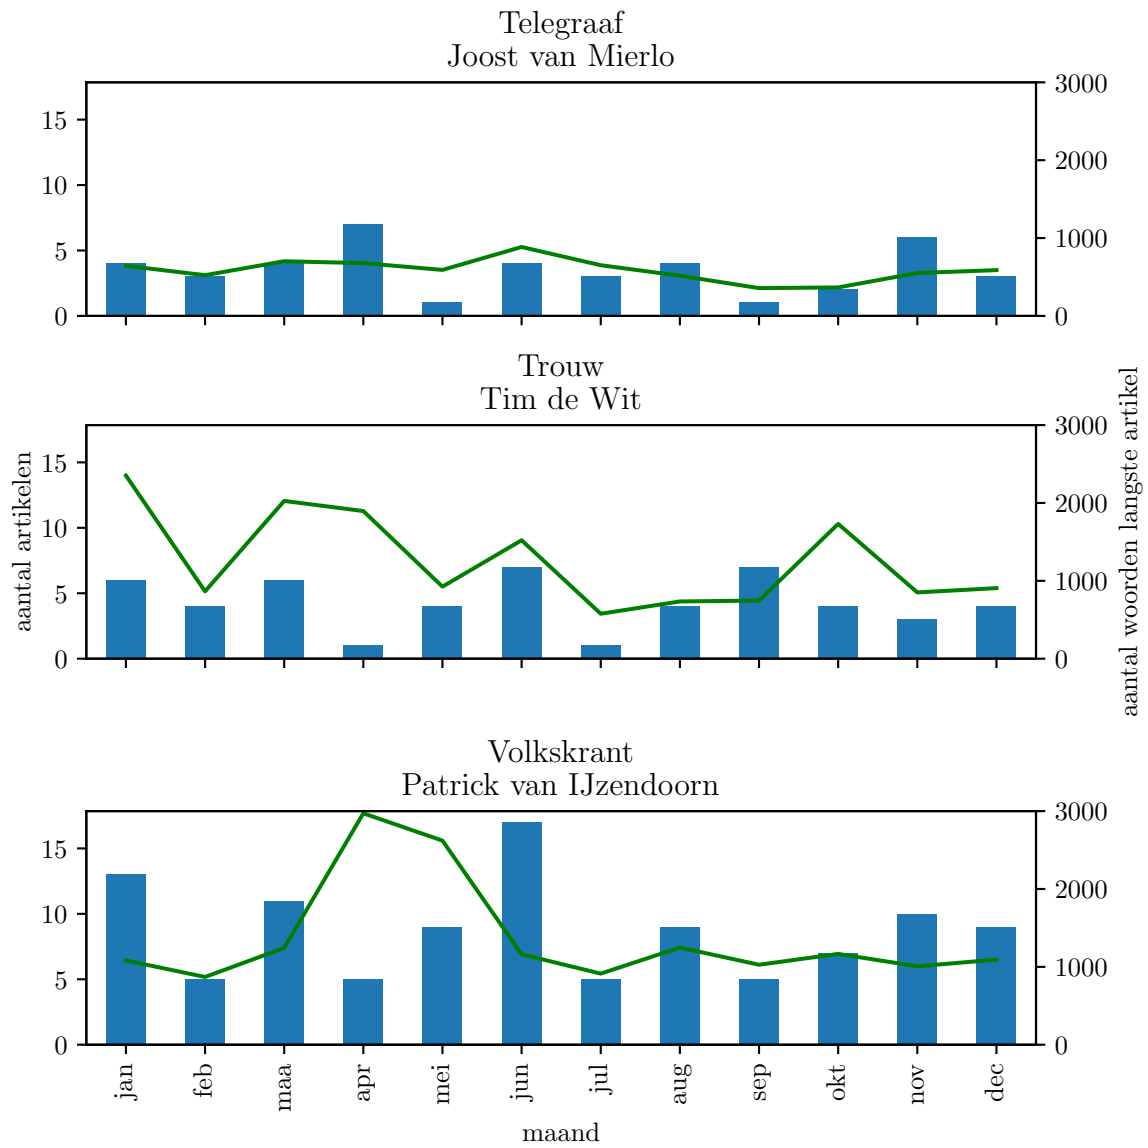 Telegraaf
Joost van Mierlo
15
10
5
0
3000
2000
1000
0
Trouw
Tim de Wit
aantal artikelen
15
10
5
0
3000
2000
1000
0
aantal woorden langste artikel
Volkskrant
Patrick van IJzendoorn
15
10
5
0
3000
2000
1000
0
jan feb maa apr mei jun jul aug sep okt nov dec
maand